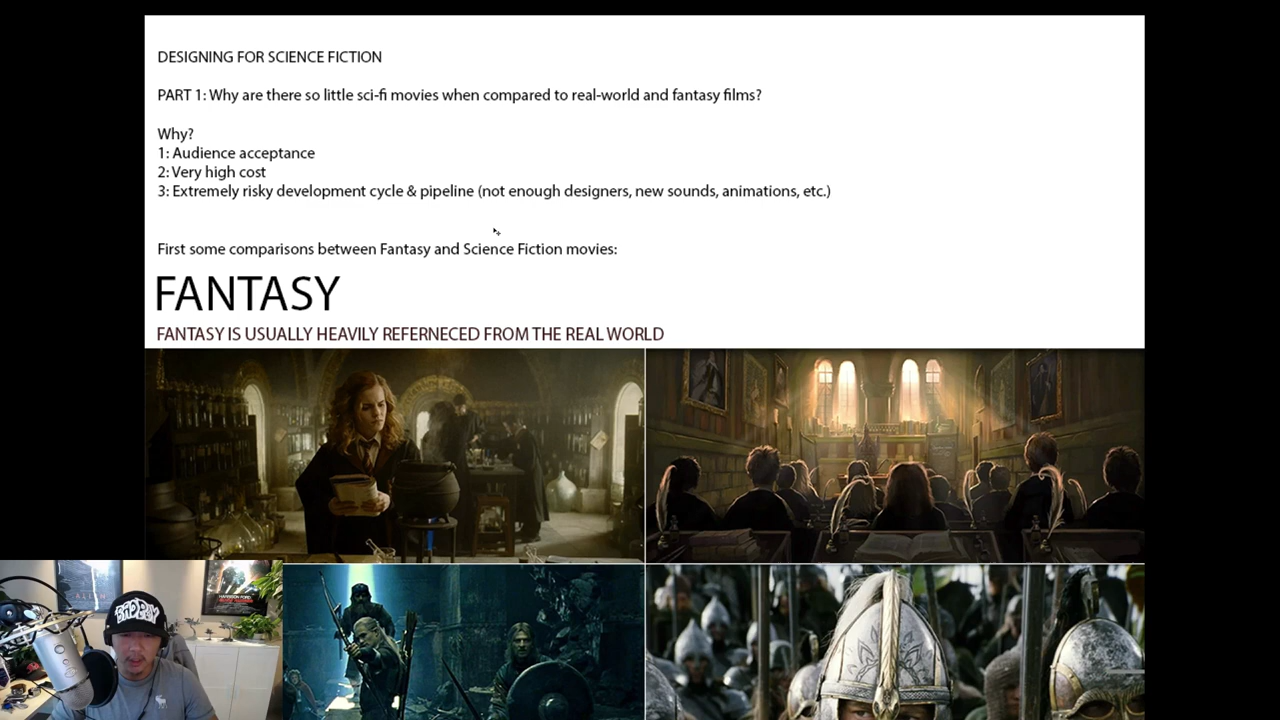 DESIGNING FOR SCIENCE FICTION
PART 1: Why are there so little sci-fi movies when compared to real-world and fantasy films?
Why?
1: Audience acceptance
2: Very high cost
3: Extremely risky development cycle & pipeline (not enough designers, new sounds, animations, etc.)
First some comparisons between Fantasy and Science Fiction movies:
FANTASY
FANTASY IS USUALLY HEAVILY REFERNECED FROM THE REAL WORLD
ALIEN
HARRISON FORD